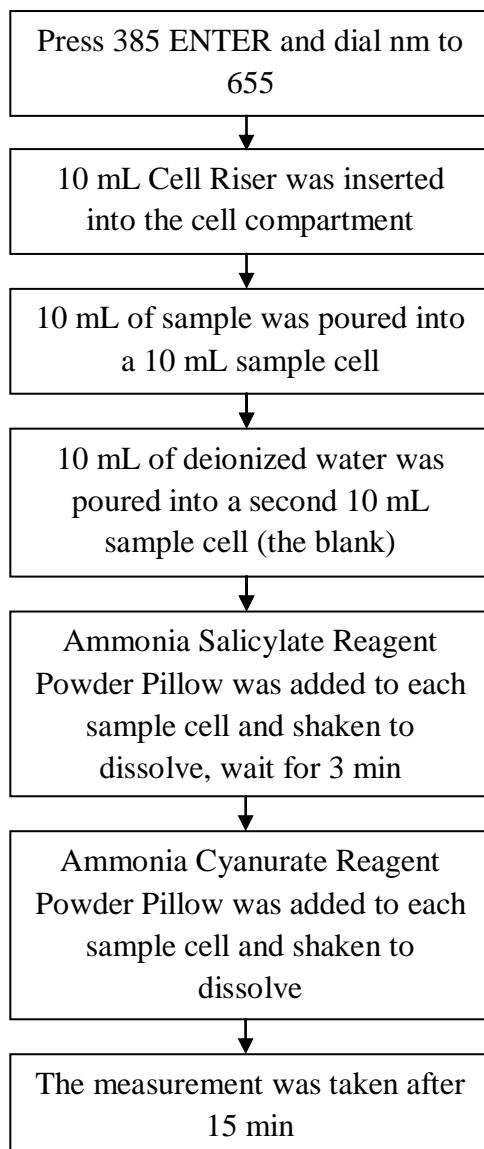 Press 385 ENTER and dial nm to
655
10 mL Cell Riser was inserted
into the cell compartment
10 mL of sample was poured into
a 10 mL sample cell
10 mL of deionized water was
poured into a second 10 mL
sample cell (the blank)
Ammonia Salicylate Reagent
Powder Pillow was added to each
sample cell and shaken to
dissolve, wait for 3 min
Ammonia Cyanurate Reagent
Powder Pillow was added to each
sample cell and shaken to
dissolve
The measurement was taken after
15 min